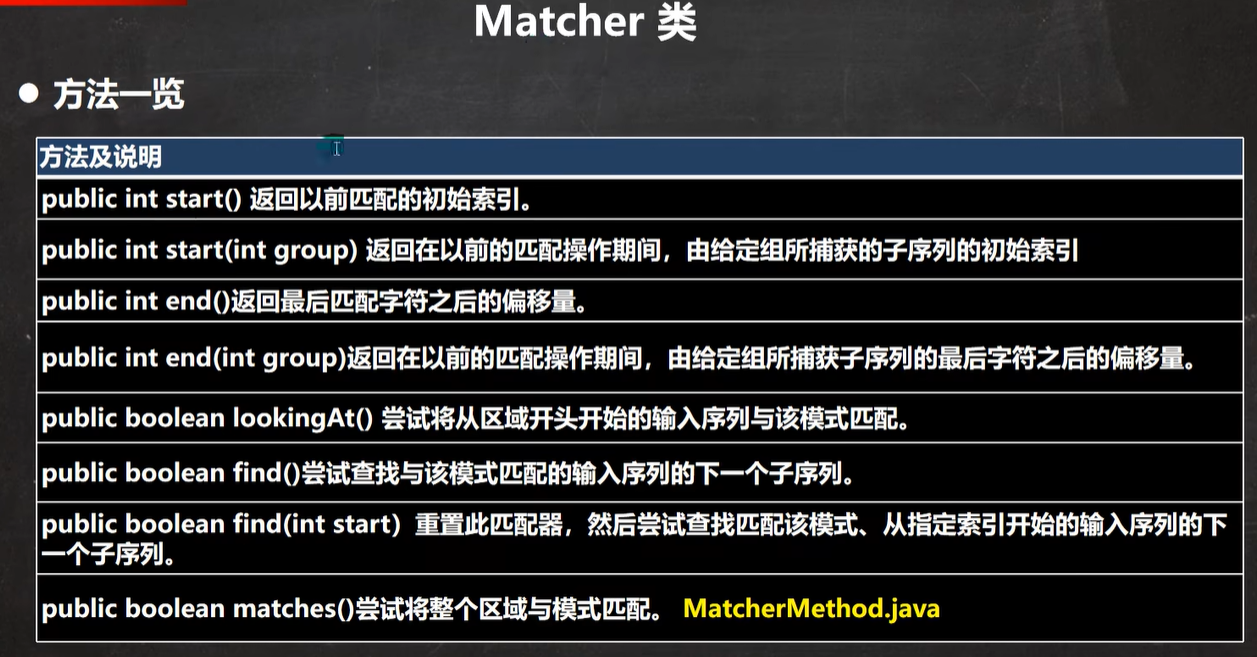 Matcher 类
● 方法一览
方法及说明
public int start() 返回以前匹配的初始索引。
public int start(int group) 返回在以前的匹配操作期间，由给定组所捕获的子序列的初始索引
public int end()返回最后匹配字符之后的偏移量。
public int end(int group)返回在以前的匹配操作期间，由给定组所捕获子序列的最后字符之后的偏移量。
public boolean lookingAt() 尝试将从区域开头开始的输入序列与该模式匹配。
public boolean find()尝试查找与该模式匹配的输入序列的下一个子序列。
public boolean find(int start）重置此匹配器，然后尝试查找匹配该模式、从指定索引开始的输入序列的下
一个子序列。
public boolean matches()尝试将整个区域与模式匹配。 MatcherMethod.java